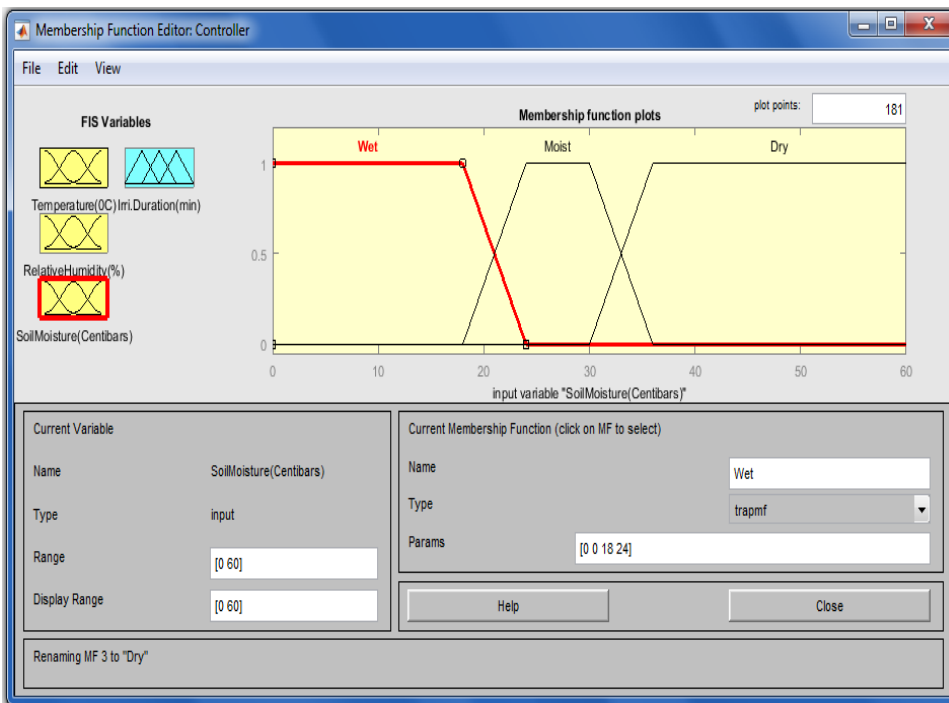 Membership Function Editor: Controller
File Edit View
FIS Variables
Membership function plots
plot points: 181
Wet Moist Dry
1
0.5
0
0 10 20 30 40 50 60
input variable "SoilMoisture(Centibars)"
Temperature(0C) Irri.Duration(min)
RelativeHumidity(%)
SoilMoisture(Centibars)
Current Variable
Name SoilMoisture(Centibars)
Type input
Range [0 60]
Display Range [0 60]
Current Membership Function (click on MF to select)
Name Wet
Type trapmf
Params [0 0 18 24]
Help Close
Renaming MF 3 to "Dry"